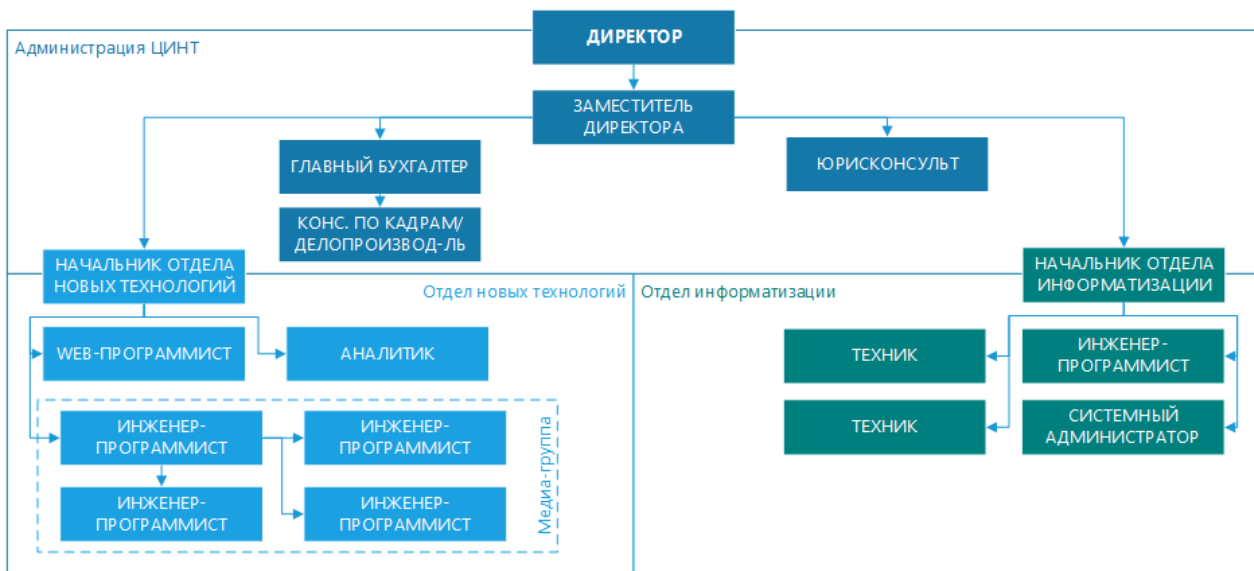 Администрация ЦИНТ
ДИРЕКТОР
ЗАМЕСТИТЕЛЬ
ДИРЕКТОРА
ГЛАВНЫЙ БУХГАЛТЕР
ЮРИСКОНСУЛЬТ
КОНС. ПО КАДРАМ/
ДЕЛОПРОИЗВОД-ЛЬ
НАЧАЛЬНИК ОТДЕЛА
НОВЫХ ТЕХНОЛОГИЙ
НАЧАЛЬНИК ОТДЕЛА
ИНФОРМАТИЗАЦИИ
Отдел новых технологий
Отдел информатизации
WEB-ПРОГРАММИСТ
АНАЛИТИК
ИНЖЕНЕР-
ПРОГРАММИСТ
ИНЖЕНЕР-
ПРОГРАММИСТ
ИНЖЕНЕР-
ПРОГРАММИСТ
ИНЖЕНЕР-
ПРОГРАММИСТ
Медиа-группа
ТЕХНИК
ИНЖЕНЕР-
ПРОГРАММИСТ
ТЕХНИК
СИСТЕМНЫЙ
АДМИНИСТРАТОР